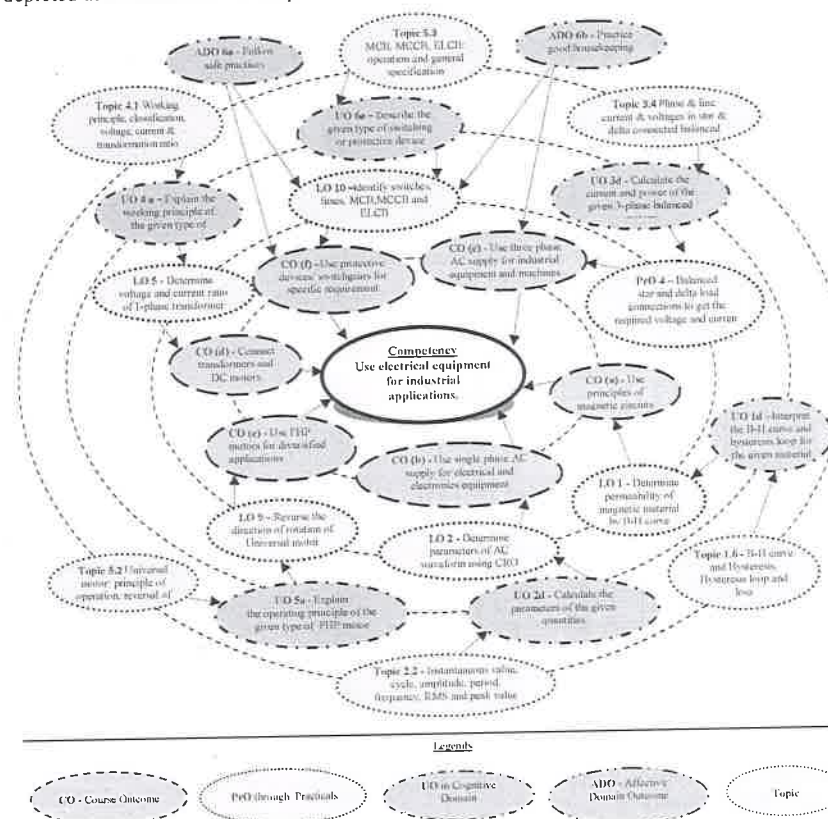 ADO 6a - Follow
safe practices
Topic 5.3
MCB, MCCB, ELCB:
operation and general
specification
ADO 6b - Practice
good housekeeping
Topic 4.1 Working
principle, classification,
voltage, current &
transformation ratio
UO 6a - Describe the
given type of switching
or protective device
Topic 3.4 Phase & line
current & voltages in star &
delta connected balanced
UO 4 a - Explain the
working principle of
the given type of
LO 10 -Identify switches,
fuses, MCB,MCCB and
ELCB
UO 3d - Calculate the
current and power of the
given 3-phase balanced
LO 5 - Determine
voltage and current ratio
of 1-phase transformer
CO (f) - Use protective
devices/ switchgears for
specific requirement
CO (c) - Use three phase
AC supply for industrial
equipment and machines
PrO 4 - Balanced
star and delta load
connections to get the
required voltage and current
CO (d) - Connect
transformers and
DC motors
Competency
Use electrical equipment
for industrial
applications.
CO (a) - Use
principles of
magnetic circuits
CO (e) - Use FHP
motors for diversified
applications
CO (b) - Use single phase AC
supply for electrical and
electronics equipment
UO 1d - Interpret
the B-H curve and
hysteresis loop for
the given material
LO 1 - Determine
permeability of
magnetic material
by B-H curve
LO 9 - Reverse the
direction of rotation of
Universal motor
LO 2 - Determine
parameters of AC
waveform using CRO
Topic 1.6 - B-H curve
and Hysteresis,
Hysteresis loop and
loss
Topic 5.2 Universal
motor: principle of
operation, reversal of
UO 5a - Explain
the operating principle of the
given type of FHP motor
UO 2d - Calculate the
parameters of the given
quantities
Topic 2.2 - Instantaneous value,
cycle, amplitude, period,
frequency, RMS and peak value
Legends
CO - Course Outcome
PrO through Practicals
UO in Cognitive
Domain
ADO - Affective
Domain Outcome
Topic